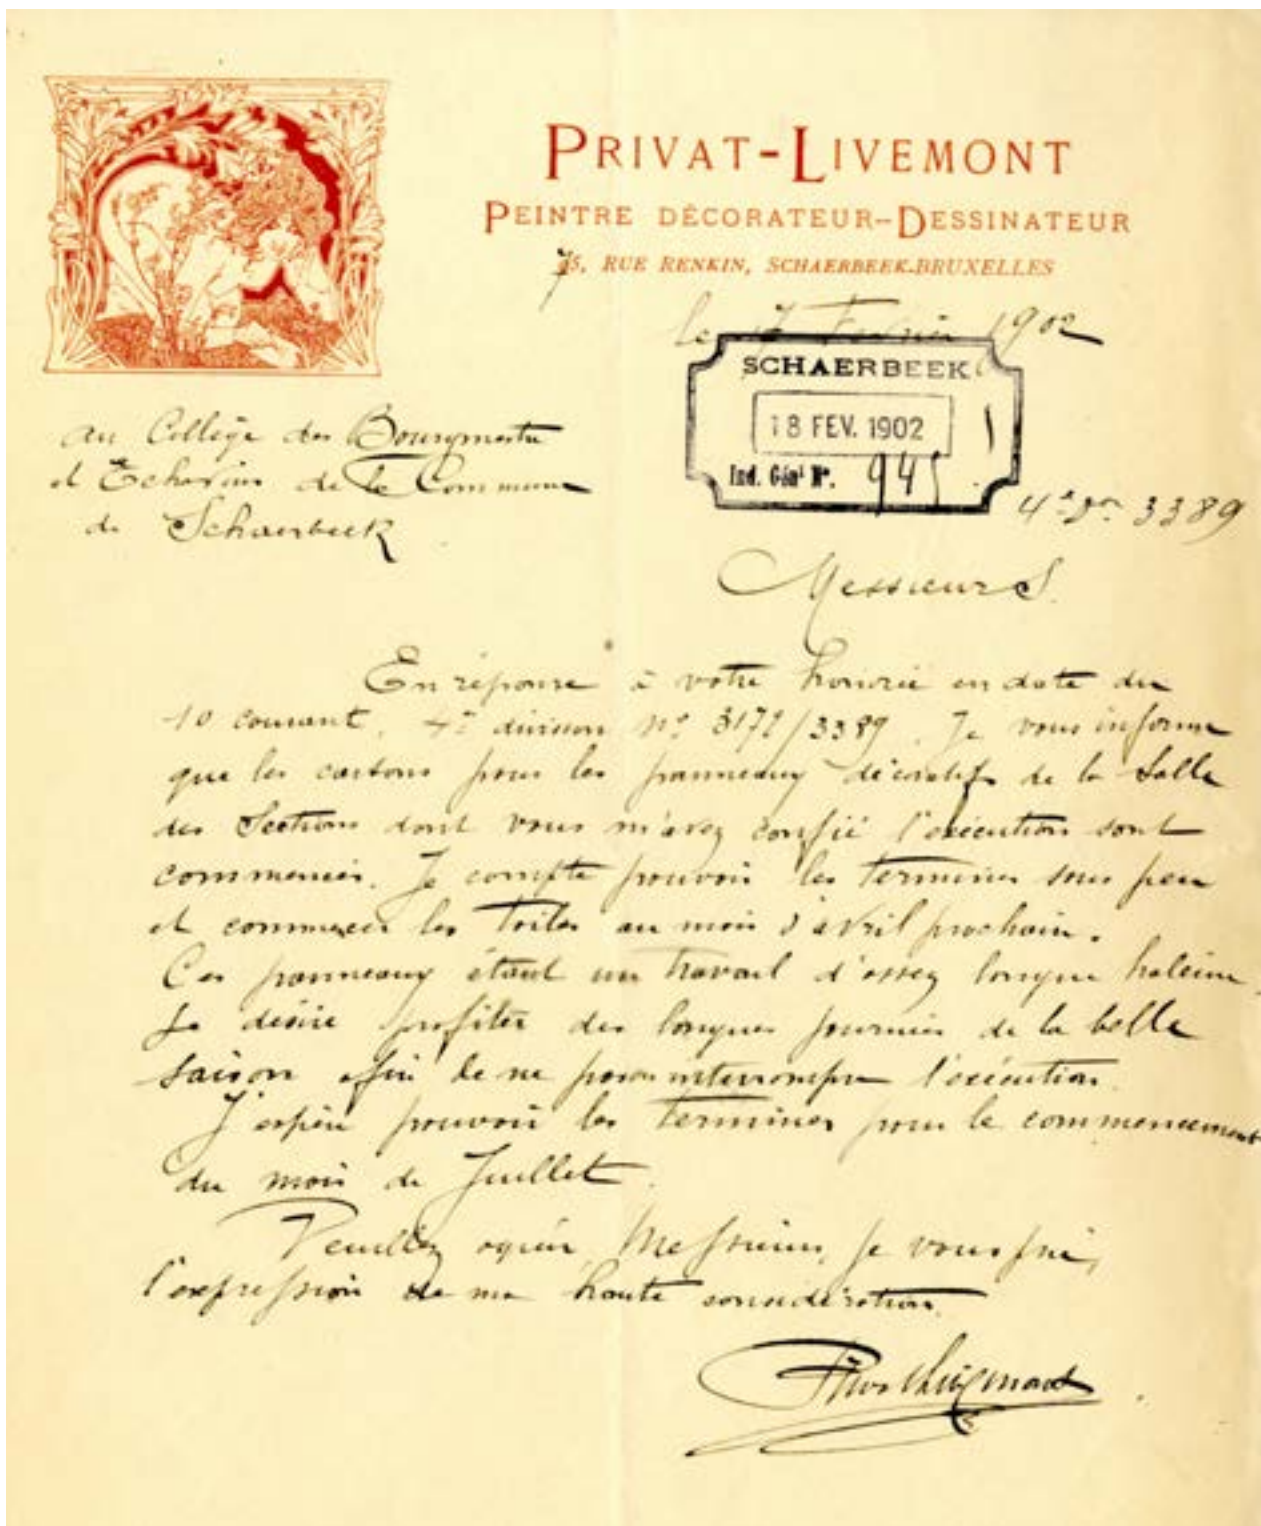 PRIVAT-LIVEMONT
PEINTRE DÉCORATEUR-DESSINATEUR
75, RUE RENKIN, SCHAERBEEK-BRUXELLES
le 17 Février 1902
SCHAERBEEK
18 FEV. 1902
Ind. Gén¹ Nº. 945
4e Don 3389
au Collège des Bourgmestre
et Echevins de la Commune
de Schaerbeek
Messieurs
En réponse à votre honorée en date du
10 courant, 4e division Nº 3172/3389. Je vous informe
que les cartons pour les panneaux décoratifs de la Salle
des Sections dont vous m'avez confié l'exécution sont
commencés. Je compte pouvoir les terminer sous peu
et commencer les toiles au mois d'avril prochain.
Ces panneaux étant un travail d'assez longue haleine,
je désire profiter des longues journées de la belle
saison afin de ne pas en interrompre l'exécution.
J'espère pouvoir les terminer pour le commencement
du mois de Juillet.
Veuillez agréer, Messieurs, je vous prie,
l'expression de ma haute considération.
Privat Livemont